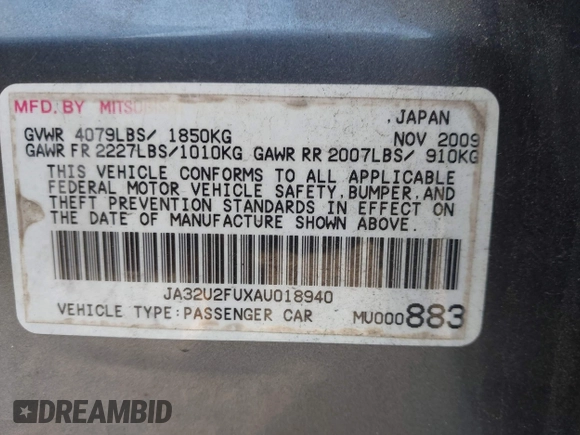 MFD. BY MITSU
, JAPAN
GVWR 4079LBS/ 1850KG
NOV 2009
GAWR FR 2227LBS/1010KG GAWR RR 2007LBS/ 910KG
THIS VEHICLE CONFORMS TO ALL APPLICABLE
FEDERAL MOTOR VEHICLE SAFETY,BUMPER,AND
THEFT PREVENTION STANDARDS IN EFFECT ON
THE DATE OF MANUFACTURE SHOWN ABOVE.
JA32U2FUXAU018940
VEHICLE TYPE:PASSENGER CAR
MU000883
DREAMBID